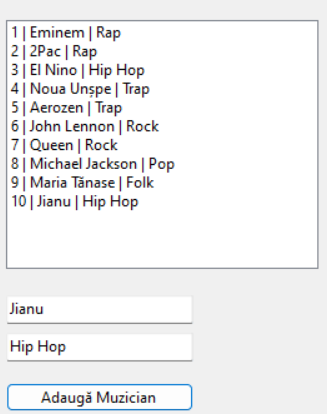 1 | Eminem | Rap
2 | 2Pac | Rap
3 | El Nino | Hip Hop
4 | Noua Unșpe | Trap
5 | Aerozen | Trap
6 | John Lennon | Rock
7 | Queen | Rock
8 | Michael Jackson | Pop
9 | Maria Tănase | Folk
10 | Jianu | Hip Hop
Jianu
Hip Hop
Adaugă Muzician